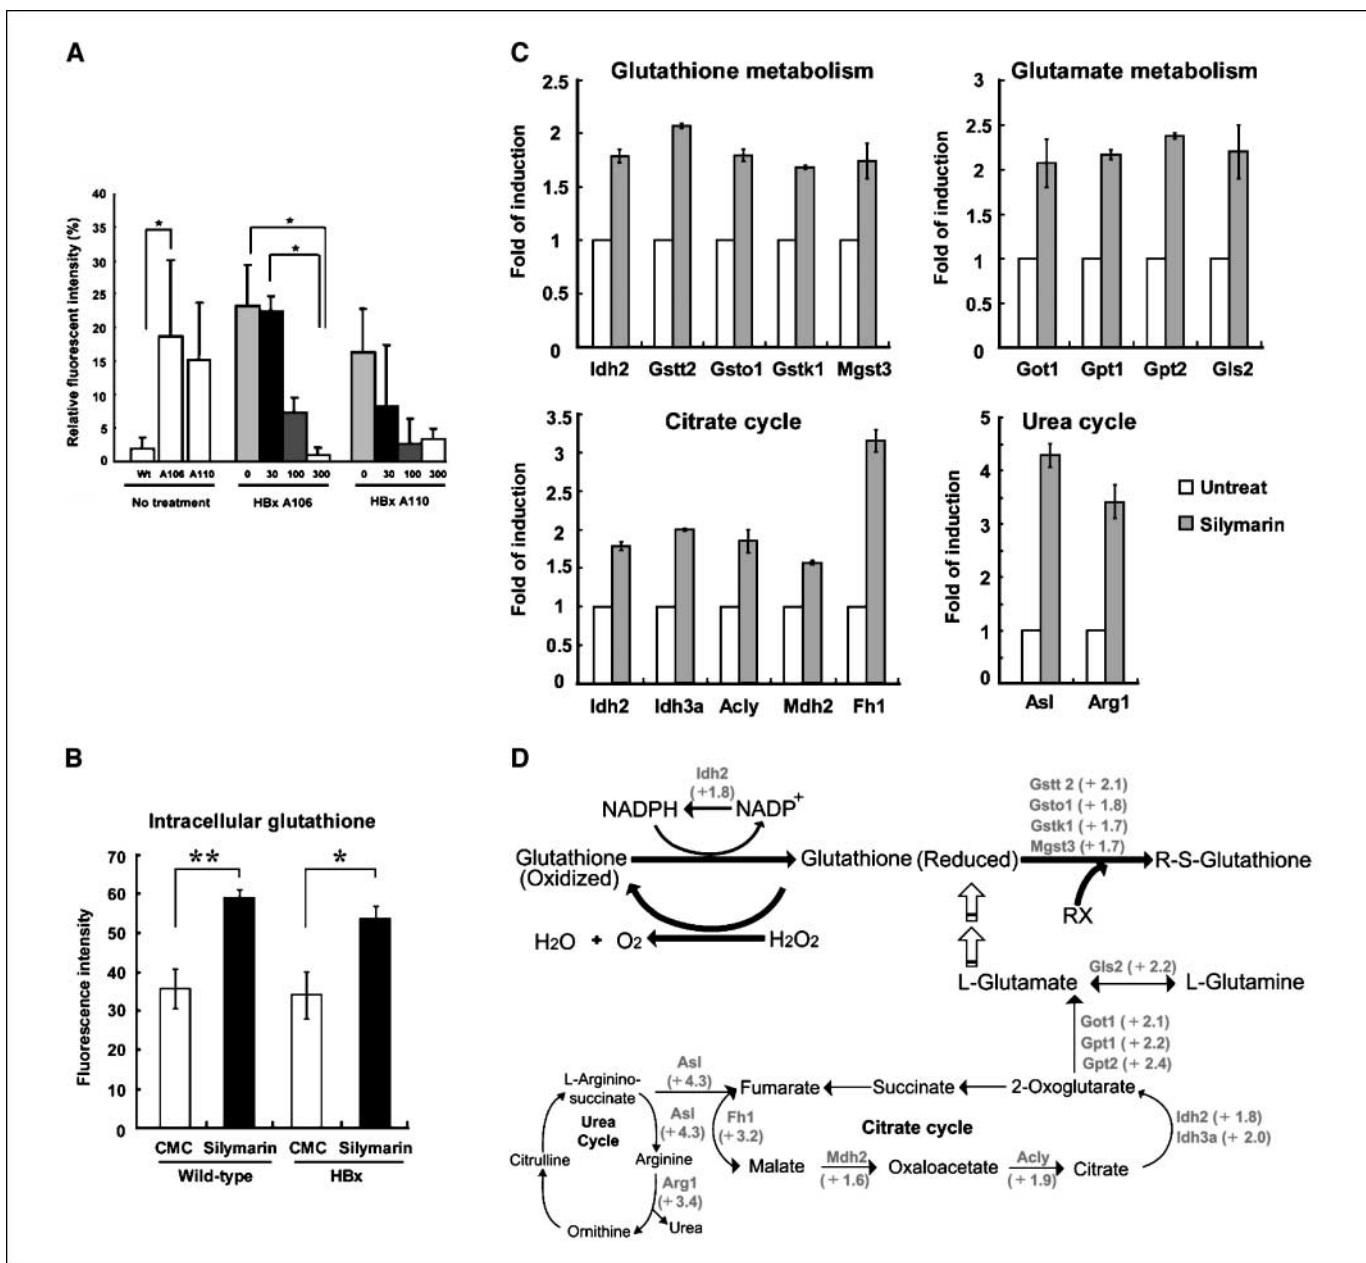 A
Relative fluorescent intensity (%)
40
35
30
25
20
15
10
5
0
*
*
*
Wt A106 A110 0 30 100 300 0 30 100 300
No treatment HBx A106 HBx A110
B
Intracellular glutathione
Fluorescence intensity
70
60
50
40
30
20
10
0
** *
CMC Silymarin CMC Silymarin
Wild-type HBx
C
Glutathione metabolism
Fold of induction
2.5
2
1.5
1
0.5
0
Idh2 Gstt2 Gsto1 Gstk1 Mgst3
Glutamate metabolism
Fold of induction
3
2.5
2
1.5
1
0.5
0
Got1 Gpt1 Gpt2 Gls2
Citrate cycle
Fold of induction
3.5
3
2.5
2
1.5
1
0.5
0
Idh2 Idh3a Acly Mdh2 Fh1
Urea cycle
Fold of induction
5
4
3
2
1
0
Asl Arg1
Untreat
Silymarin
D
Idh2
(+1.8)
NADPH NADP+
Gstt 2 (+ 2.1)
Gsto1 (+ 1.8)
Gstk1 (+ 1.7)
Mgst3 (+ 1.7)
Glutathione
(Oxidized)
Glutathione (Reduced)
R-S-Glutathione
RX
H2O + O2 H2O2
L-Glutamate
Gls2 (+ 2.2)
L-Glutamine
Got1 (+ 2.1)
Gpt1 (+ 2.2)
Gpt2 (+ 2.4)
L-Arginino-
succinate
Asl
(+4.3)
Fumarate Succinate 2-Oxoglutarate
Urea
Cycle
Asl
(+4.3)
Fh1
(+3.2)
Citrate cycle
Idh2 (+ 1.8)
Idh3a (+ 2.0)
Citrulline
Arginine
Malate
Mdh2
(+ 1.6)
Oxaloacetate
Acly
(+ 1.9)
Citrate
Arg1
(+ 3.4)
Ornithine
Urea